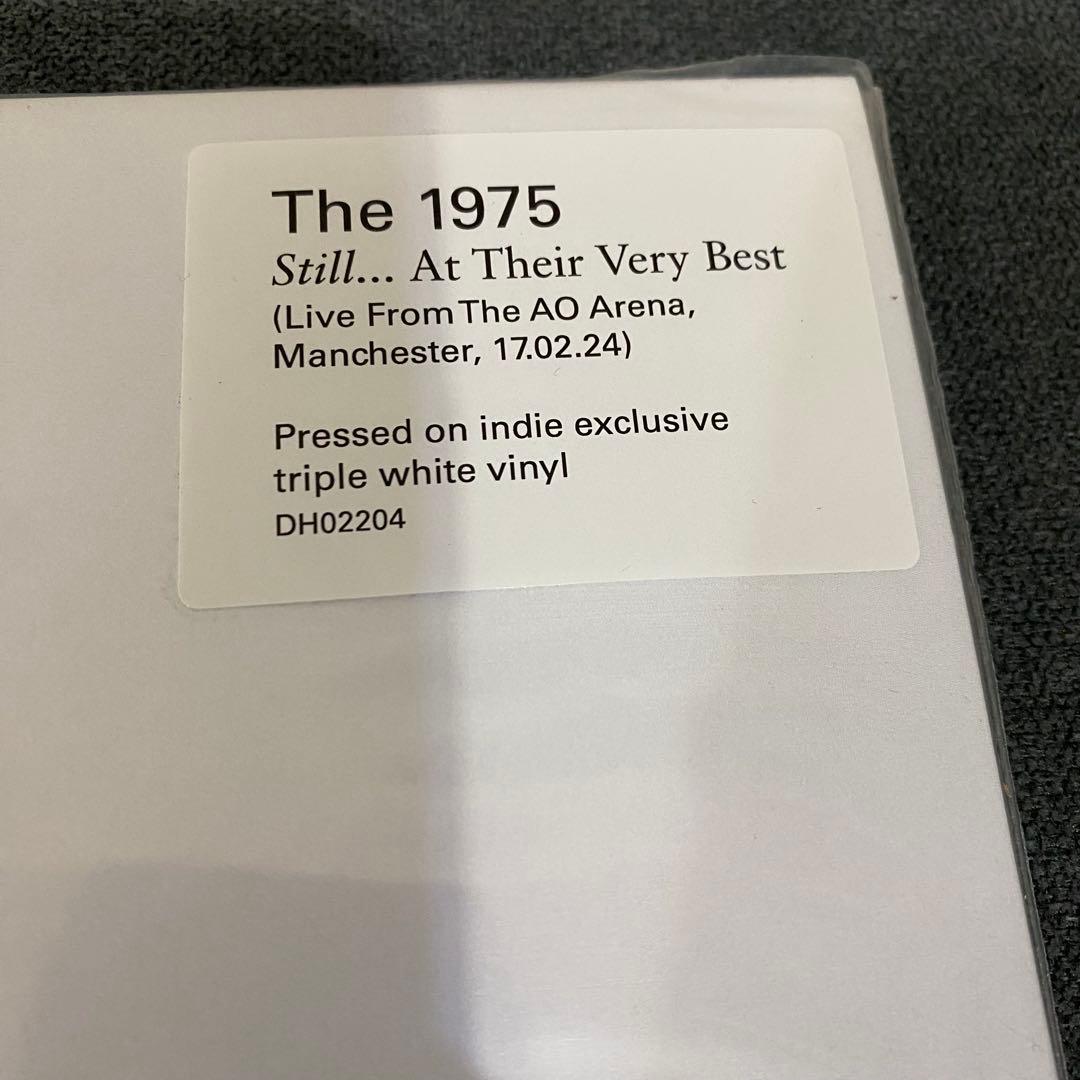 The 1975
Still... At Their Very Best
(Live From The AO Arena,
Manchester, 17.02.24)
Pressed on indie exclusive
triple white vinyl
DH02204